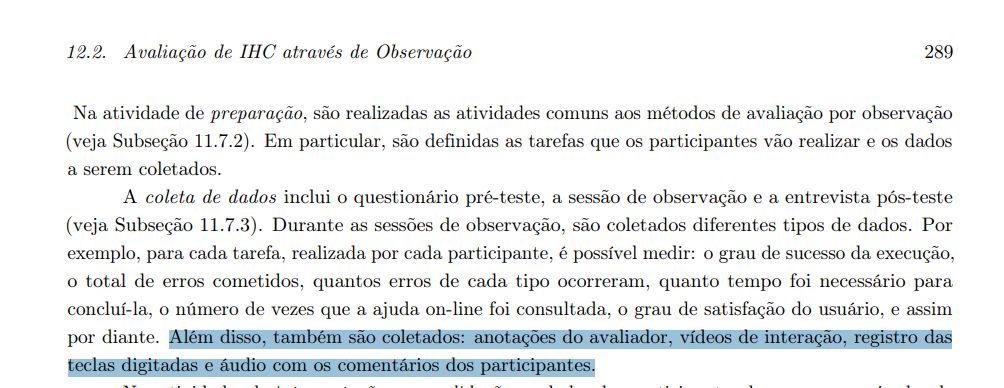 12.2. Avaliação de IHC através de Observação 289
Na atividade de preparação, são realizadas as atividades comuns aos métodos de avaliação por observação
(veja Subseção 11.7.2). Em particular, são definidas as tarefas que os participantes vão realizar e os dados
a serem coletados.
A coleta de dados inclui o questionário pré-teste, a sessão de observação e a entrevista pós-teste
(veja Subseção 11.7.3). Durante as sessões de observação, são coletados diferentes tipos de dados. Por
exemplo, para cada tarefa, realizada por cada participante, é possível medir: o grau de sucesso da execução,
o total de erros cometidos, quantos erros de cada tipo ocorreram, quanto tempo foi necessário para
concluí-la, o número de vezes que a ajuda on-line foi consultada, o grau de satisfação do usuário, e assim
por diante. Além disso, também são coletados: anotações do avaliador, vídeos de interação, registro das
teclas digitadas e áudio com os comentários dos participantes.